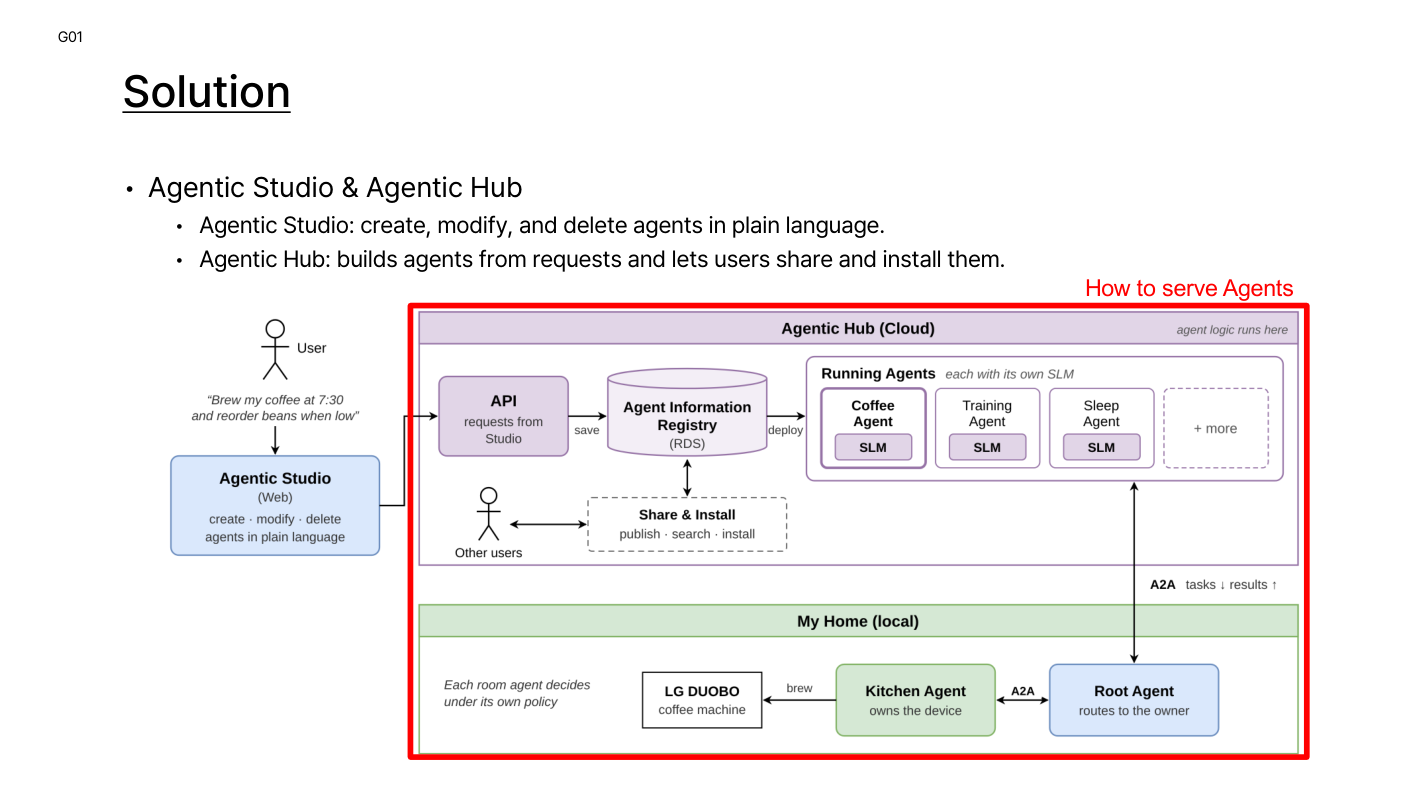 G01
Solution
• Agentic Studio & Agentic Hub
• Agentic Studio: create, modify, and delete agents in plain language.
• Agentic Hub: builds agents from requests and lets users share and install them.
How to serve Agents
User
“Brew my coffee at 7:30
and reorder beans when low”
Agentic Studio
(Web)
create · modify · delete
agents in plain language
Agentic Hub (Cloud)
agent logic runs here
API
requests from
Studio
save
Agent Information
Registry
(RDS)
deploy
Running Agents each with its own SLM
Coffee
Agent
SLM
Training
Agent
SLM
Sleep
Agent
SLM
+ more
Other users
Share & Install
publish · search · install
A2A tasks ↓ results ↑
My Home (local)
Each room agent decides
under its own policy
LG DUOBO
coffee machine
brew
Kitchen Agent
owns the device
A2A
Root Agent
routes to the owner